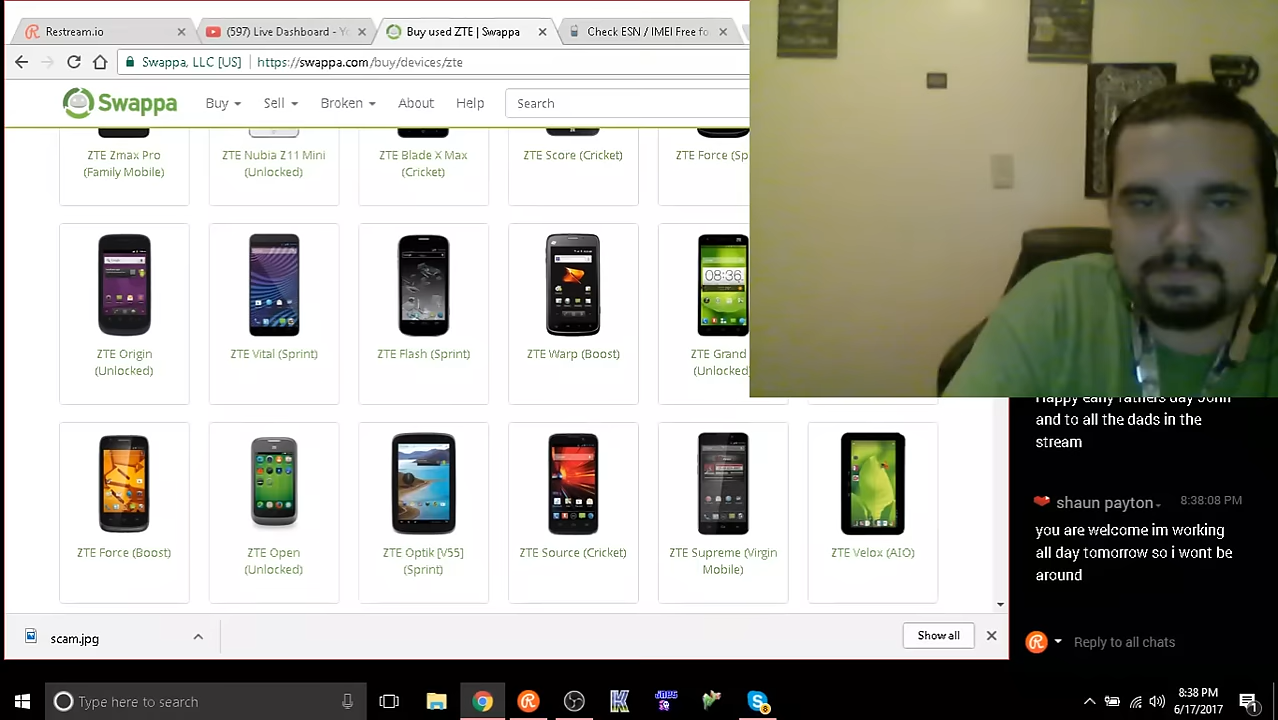 Restream.io
(597) Live Dashboard - Y
Buy used ZTE | Swappa
Check ESN / IMEI Free fo
Swappa, LLC [US]
https://swappa.com/buy/devices/zte
Swappa
Buy
Sell
Broken
About
Help
Search
ZTE Zmax Pro
(Family Mobile)
ZTE Nubia Z11 Mini
(Unlocked)
ZTE Blade X Max
(Cricket)
ZTE Score (Cricket)
ZTE Force (Sp
08:36
ZTE Origin
(Unlocked)
ZTE Vital (Sprint)
ZTE Flash (Sprint)
ZTE Warp (Boost)
ZTE Grand
(Unlocked)
ZTE Force (Boost)
ZTE Open
(Unlocked)
ZTE Optik [V55]
(Sprint)
ZTE Source (Cricket)
ZTE Supreme (Virgin
Mobile)
ZTE Velox (AIO)
Happy early fathers day John
and to all the dads in the
stream
shaun payton
8:38:08 PM
you are welcome im working
all day tomorrow so i wont be
around
Reply to all chats
scam.jpg
Show all
Type here to search
8:38 PM
6/17/2017